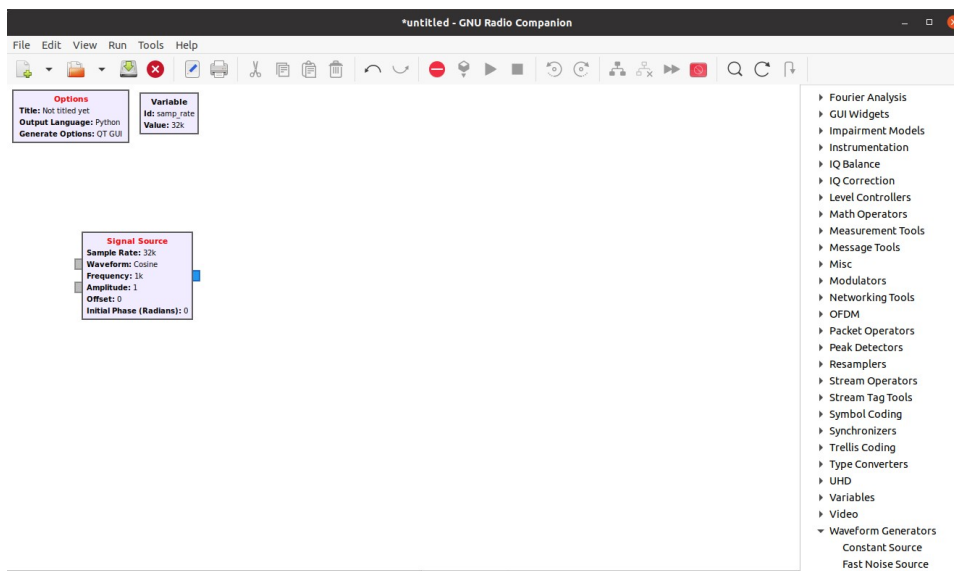 *untitled - GNU Radio Companion
File Edit View Run Tools Help
Options
Title: Not titled yet
Output Language: Python
Generate Options: QT GUI
Variable
Id: samp_rate
Value: 32k
Signal Source
Sample Rate: 32k
Waveform: Cosine
Frequency: 1k
Amplitude: 1
Offset: 0
Initial Phase (Radians): 0
Fourier Analysis
GUI Widgets
Impairment Models
Instrumentation
IQ Balance
IQ Correction
Level Controllers
Math Operators
Measurement Tools
Message Tools
Misc
Modulators
Networking Tools
OFDM
Packet Operators
Peak Detectors
Resamplers
Stream Operators
Stream Tag Tools
Symbol Coding
Synchronizers
Trellis Coding
Type Converters
UHD
Variables
Video
Waveform Generators
Constant Source
Fast Noise Source